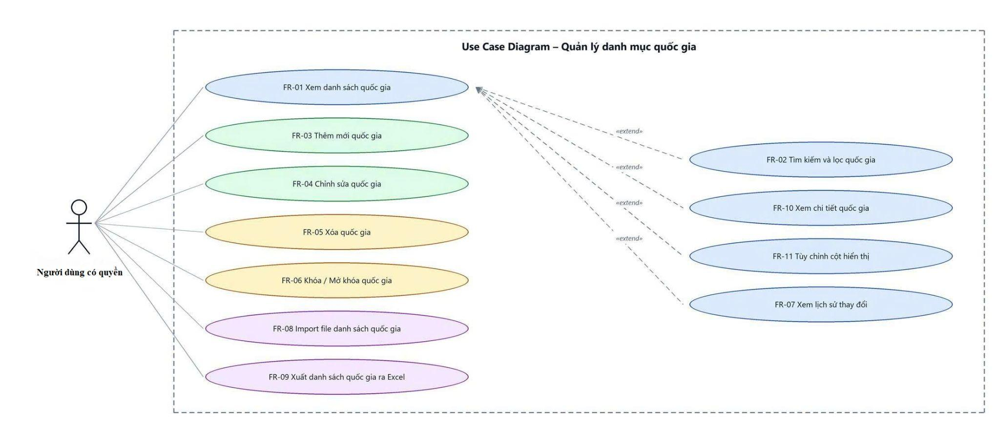 Use Case Diagram – Quản lý danh mục quốc gia
FR-01 Xem danh sách quốc gia
FR-03 Thêm mới quốc gia
FR-04 Chỉnh sửa quốc gia
FR-05 Xóa quốc gia
FR-06 Khóa / Mở khóa quốc gia
FR-08 Import file danh sách quốc gia
FR-09 Xuất danh sách quốc gia ra Excel
Người dùng có quyền
«extend»
«extend»
«extend»
«extend»
FR-02 Tìm kiếm và lọc quốc gia
FR-10 Xem chi tiết quốc gia
FR-11 Tùy chỉnh cột hiển thị
FR-07 Xem lịch sử thay đổi